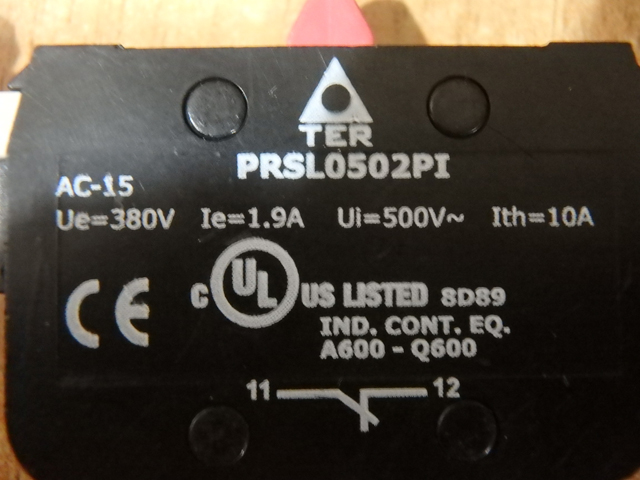 TER
PRSL0502PI
AC-15
Ue=380V Ie=1.9A Ui=500V~ Ith=10A
CE
C UL US LISTED 8D89
IND. CONT. EQ.
A600 - Q600
11 12